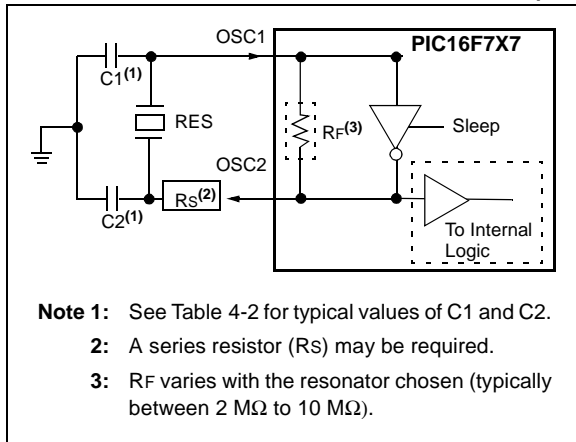 OSC1
PIC16F7X7
C1(1)
RES
RF(3)
Sleep
OSC2
C2(1)
RS(2)
To Internal
Logic
Note 1: See Table 4-2 for typical values of C1 and C2.
2: A series resistor (RS) may be required.
3: RF varies with the resonator chosen (typically
between 2 MΩ to 10 MΩ).